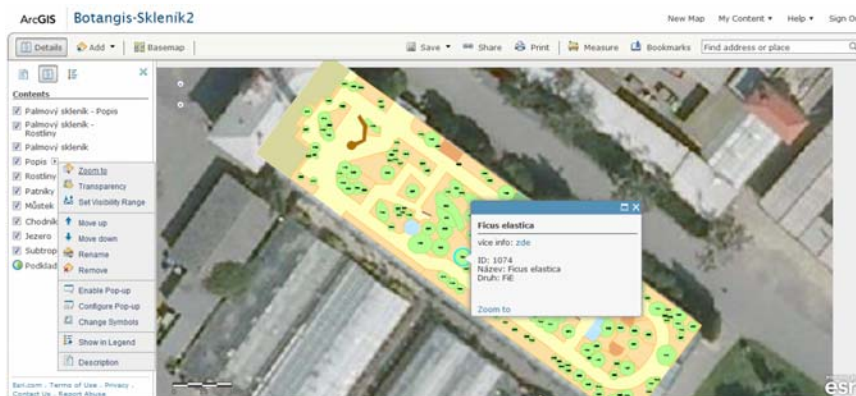 ArcGIS Botangis-Skleník2
New Map My Content Help Sign O
Details Add Basemap Save Share Print Measure Bookmarks Find address or place
Contents
Palmový skleník - Popis
Palmový skleník -
Rostliny
Palmový skleník
Popis
Rostliny
Patníky
Můstek
Chodník
Jezero
Subtrop
Podklad
Zoom to
Transparency
Set Visibility Range
Move up
Move down
Rename
Remove
Enable Pop-up
Configure Pop-up
Change Symbols
Show in Legend
Description
Ficus elastica
více info: zde
ID: 1074
Název: Ficus elastica
Druh: FiE
Zoom to
Esri.com . Terms of Use . Privacy .
Contact Us . Report Abuse
esri